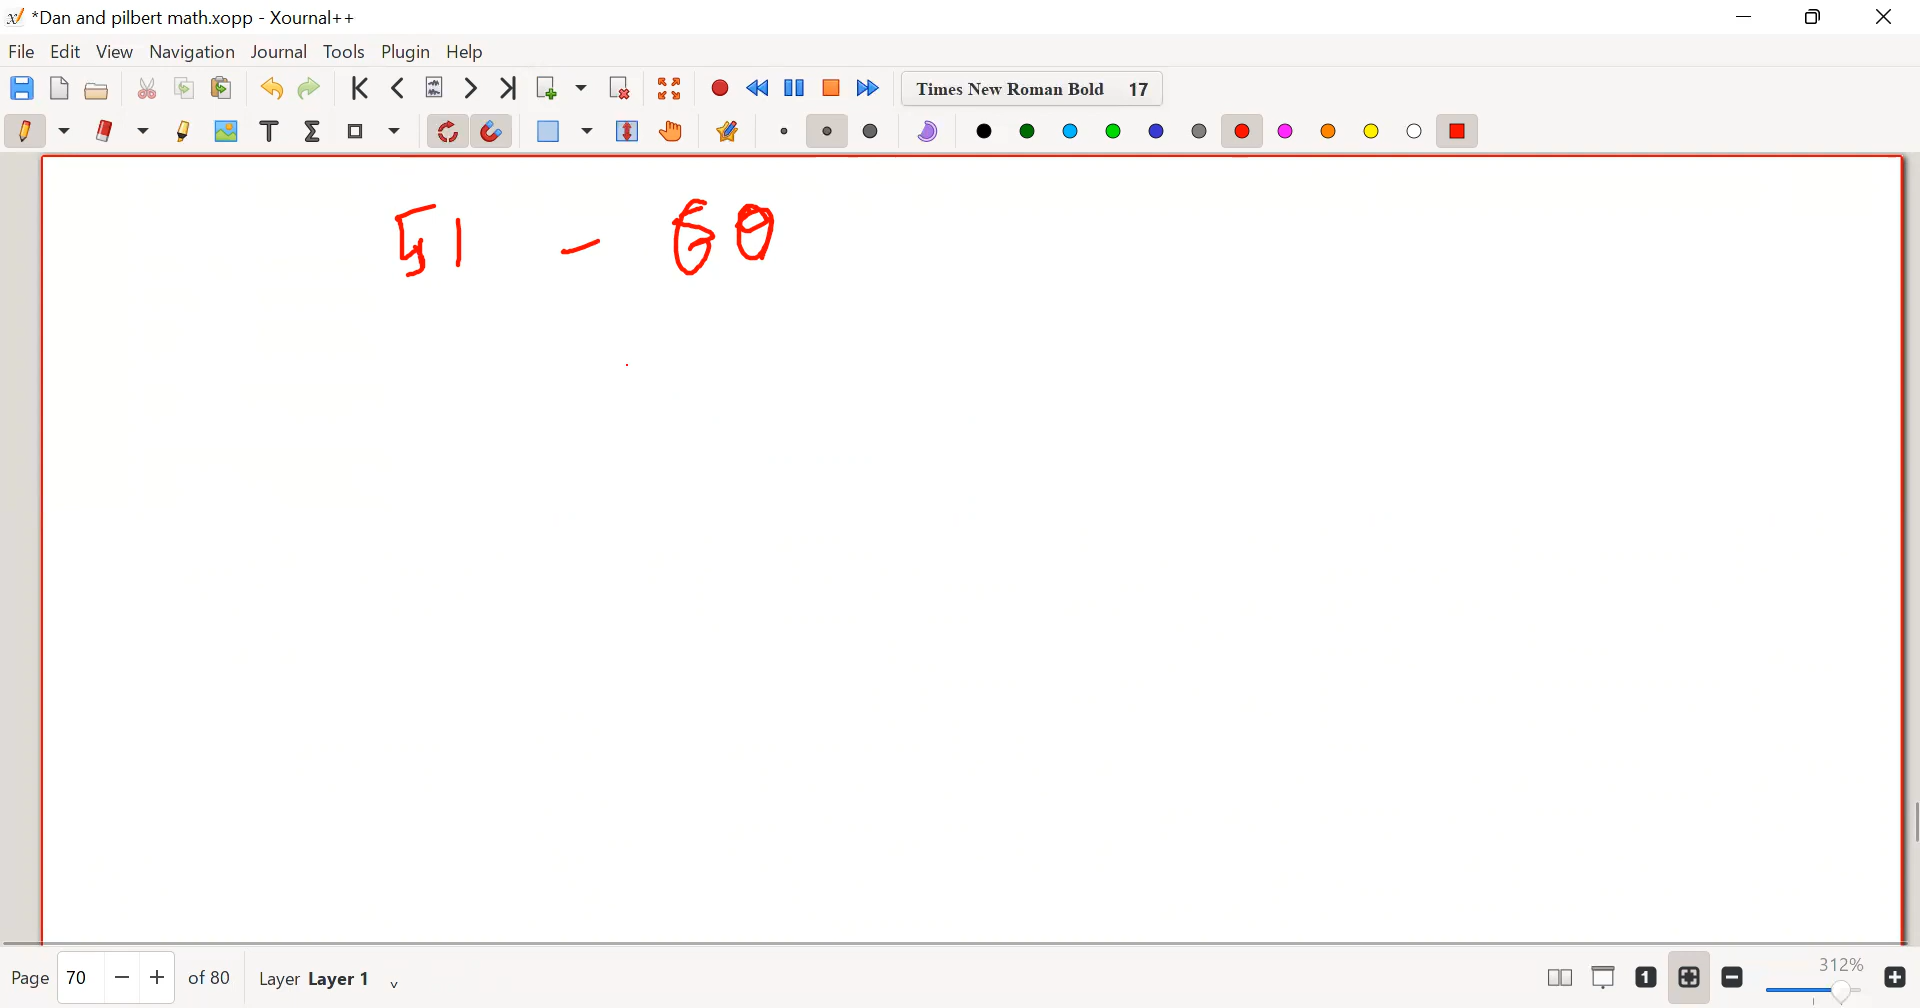 *Dan and pilbert math.xopp - Xournal++
File Edit View Navigation Journal Tools Plugin Help
Times New Roman Bold 17
51 - 60
Page 70 of 80 Layer Layer 1
312%